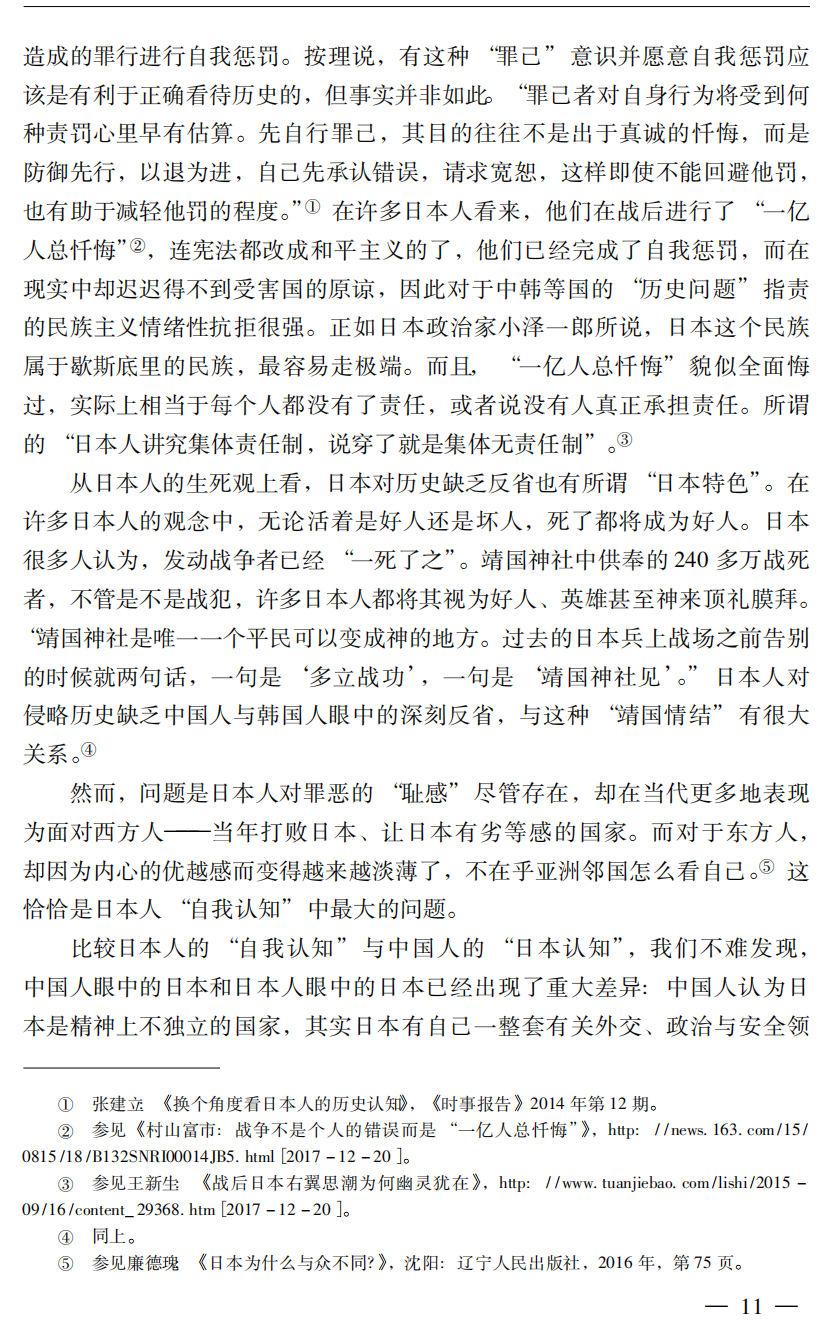 造成的罪行进行自我惩罚。按理说，有这种“罪己”意识并愿意自我惩罚应
该是有利于正确看待历史的，但事实并非如此。“罪己者对自身行为将受到何
种责罚心里早有估算。先自行罪己，其目的往往不是出于真诚的忏悔，而是
防御先行，以退为进，自己先承认错误，请求宽恕，这样即使不能回避他罚，
也有助于减轻他罚的程度。”① 在许多日本人看来，他们在战后进行了“一亿
人总忏悔”②，连宪法都改成和平主义的了，他们已经完成了自我惩罚，而在
现实中却迟迟得不到受害国的原谅，因此对于中韩等国的“历史问题”指责
的民族主义情绪性抗拒很强。正如日本政治家小泽一郎所说，日本这个民族
属于歇斯底里的民族，最容易走极端。而且，“一亿人总忏悔”貌似全面悔
过，实际上相当于每个人都没有了责任，或者说没有人真正承担责任。所谓
的“日本人讲究集体责任制，说穿了就是集体无责任制”。③
从日本人的生死观上看，日本对历史缺乏反省也有所谓“日本特色”。在
许多日本人的观念中，无论活着是好人还是坏人，死了都将成为好人。日本
很多人认为，发动战争者已经“一死了之”。靖国神社中供奉的 240 多万战死
者，不管是不是战犯，许多日本人都将其视为好人、英雄甚至神来顶礼膜拜。
“靖国神社是唯一一个平民可以变成神的地方。过去的日本兵上战场之前告别
的时候就两句话，一句是‘多立战功’，一句是‘靖国神社见’。”日本人对
侵略历史缺乏中国人与韩国人眼中的深刻反省，与这种“靖国情结”有很大
关系。④
然而，问题是日本人对罪恶的“耻感”尽管存在，却在当代更多地表现
为面对西方人——当年打败日本、让日本有劣等感的国家。而对于东方人，
却因为内心的优越感而变得越来越淡薄了，不在乎亚洲邻国怎么看自己。⑤ 这
恰恰是日本人“自我认知”中最大的问题。
比较日本人的“自我认知”与中国人的“日本认知”，我们不难发现，
中国人眼中的日本和日本人眼中的日本已经出现了重大差异：中国人认为日
本是精神上不独立的国家，其实日本有自己一整套有关外交、政治与安全领
① 张建立 《换个角度看日本人的历史认知》，《时事报告》2014 年第 12 期。
② 参见《村山富市：战争不是个人的错误而是“一亿人总忏悔”》，http: //news. 163. com/15/
0815/18/B132SNRI00014JB5. html [2017－12－20]。
③ 参见王新生 《战后日本右翼思潮为何幽灵犹在》，http: //www. tuanjiebao. com/lishi/2015－
09/16/content_ 29368. htm [2017－12－20]。
④ 同上。
⑤ 参见廉德瑰 《日本为什么与众不同？》，沈阳：辽宁人民出版社，2016 年，第 75 页。
— 11 —